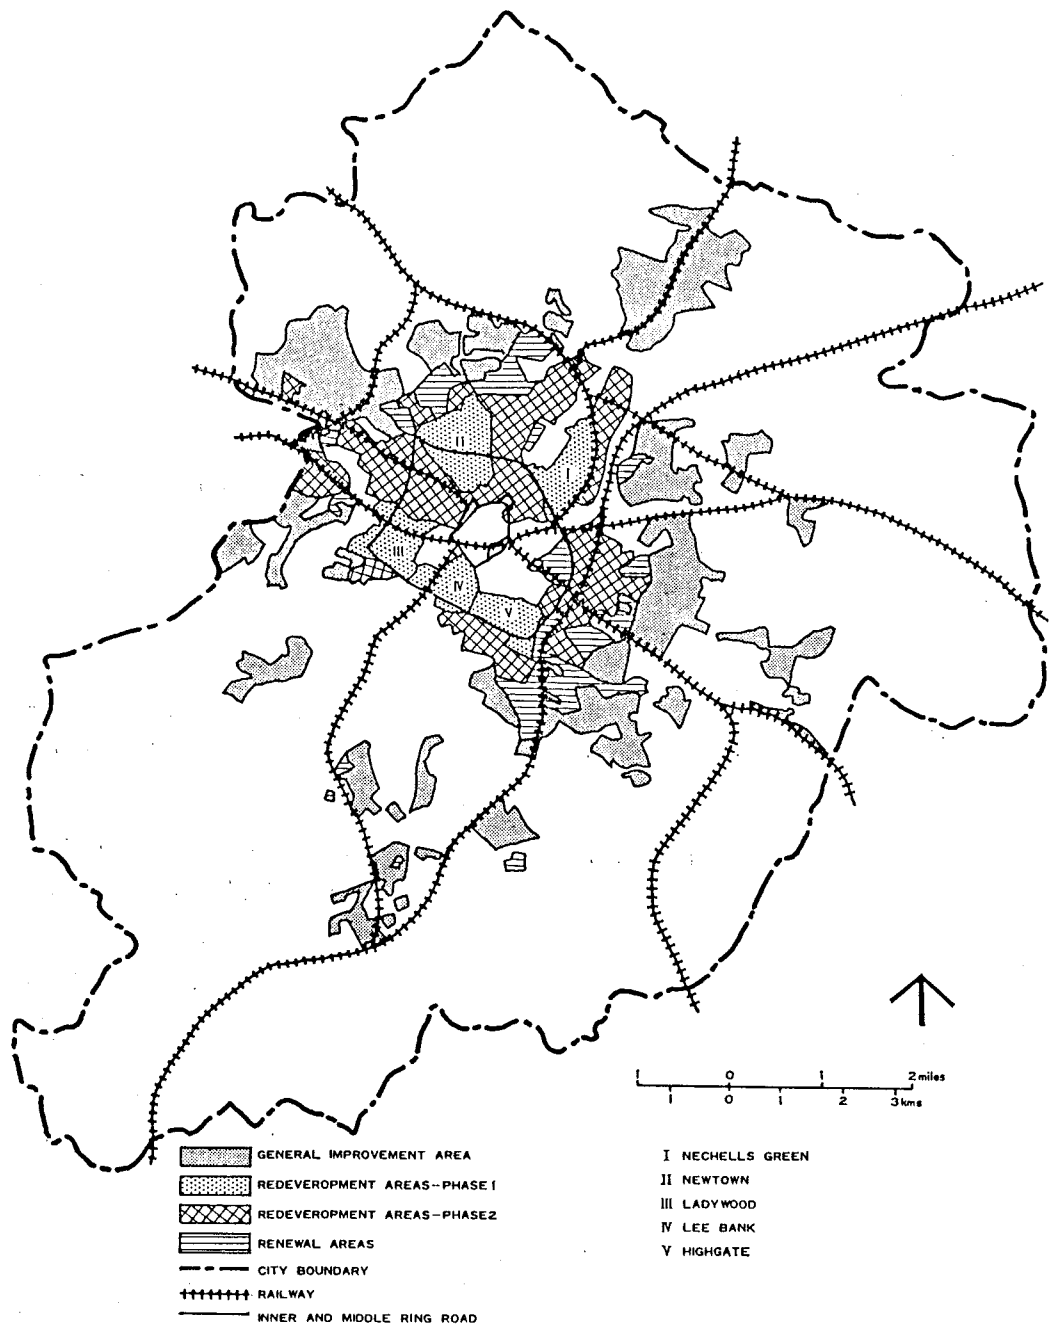 B
B
1 0 1 2 miles
1 0 1 2 3 kms
GENERAL IMPROVEMENT AREA
REDEVEROPMENT AREAS--PHASE 1
REDEVEROPMENT AREAS--PHASE 2
RENEWAL AREAS
CITY BOUNDARY
RAILWAY
INNER AND MIDDLE RING ROAD
I NECHELLS GREEN
II NEWTOWN
III LADYWOOD
IV LEE BANK
V HIGHGATE
II
I
III
IV
V